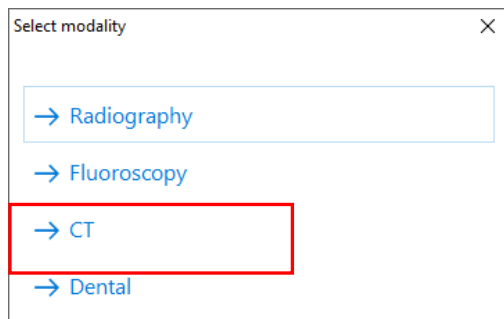 Select modality
→ Radiography
→ Fluoroscopy
→ CT
→ Dental